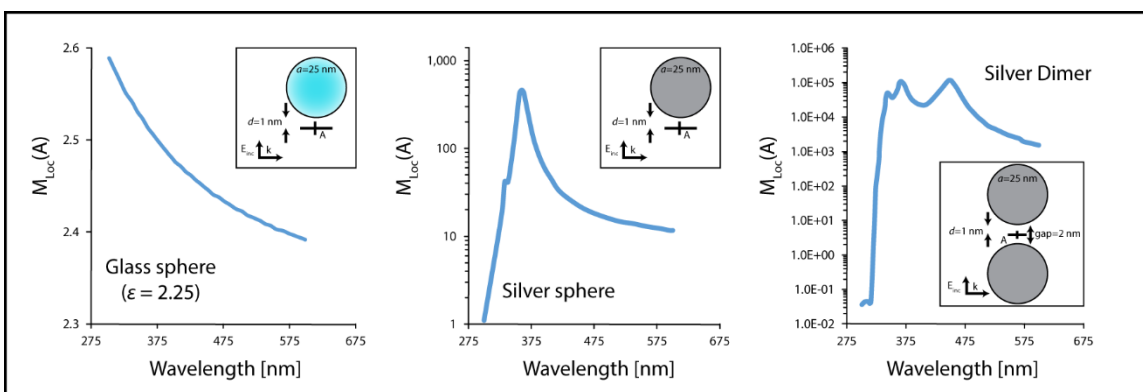 2.6
2.5
2.4
2.3
275
375
475
575
675
M_Loc(A)
Wavelength [nm]
Glass sphere
(ε = 2.25)
a=25 nm
d=1 nm
A
E_inc
k
1,000
100
10
1
275
375
475
575
675
M_Loc(A)
Wavelength [nm]
Silver sphere
a=25 nm
d=1 nm
A
E_inc
k
1.0E+06
1.0E+05
1.0E+04
1.0E+03
1.0E+02
1.0E+01
1.0E+00
1.0E-01
1.0E-02
275
375
475
575
675
M_Loc(A)
Wavelength [nm]
Silver Dimer
a=25 nm
d=1 nm
A
gap=2 nm
E_inc
k